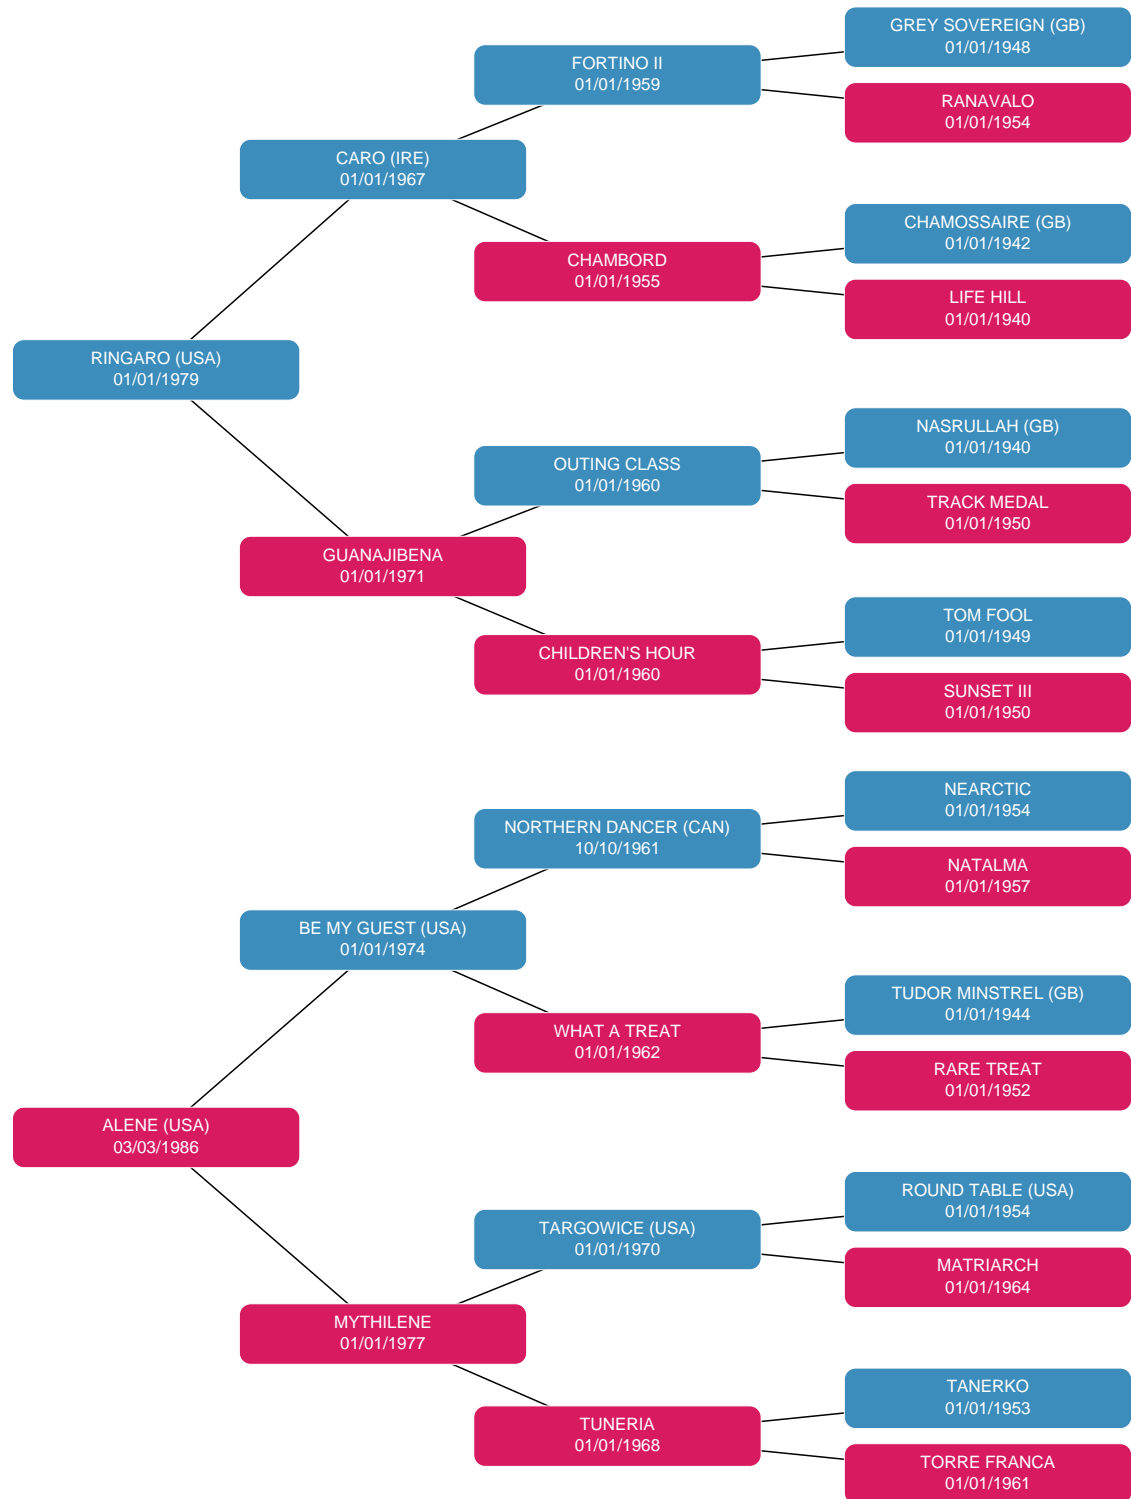 GREY SOVEREIGN (GB)
01/01/1948
FORTINO II
01/01/1959
RANAVALO
01/01/1954
CARO (IRE)
01/01/1967
CHAMOSSAIRE (GB)
01/01/1942
CHAMBORD
01/01/1955
LIFE HILL
01/01/1940
RINGARO (USA)
01/01/1979
NASRULLAH (GB)
01/01/1940
OUTING CLASS
01/01/1960
TRACK MEDAL
01/01/1950
GUANAJIBENA
01/01/1971
TOM FOOL
01/01/1949
CHILDREN'S HOUR
01/01/1960
SUNSET III
01/01/1950
NEARCTIC
01/01/1954
NORTHERN DANCER (CAN)
10/10/1961
NATALMA
01/01/1957
BE MY GUEST (USA)
01/01/1974
TUDOR MINSTREL (GB)
01/01/1944
WHAT A TREAT
01/01/1962
RARE TREAT
01/01/1952
ALENE (USA)
03/03/1986
ROUND TABLE (USA)
01/01/1954
TARGOWICE (USA)
01/01/1970
MATRIARCH
01/01/1964
MYTHILENE
01/01/1977
TANERKO
01/01/1953
TUNERIA
01/01/1968
TORRE FRANCA
01/01/1961